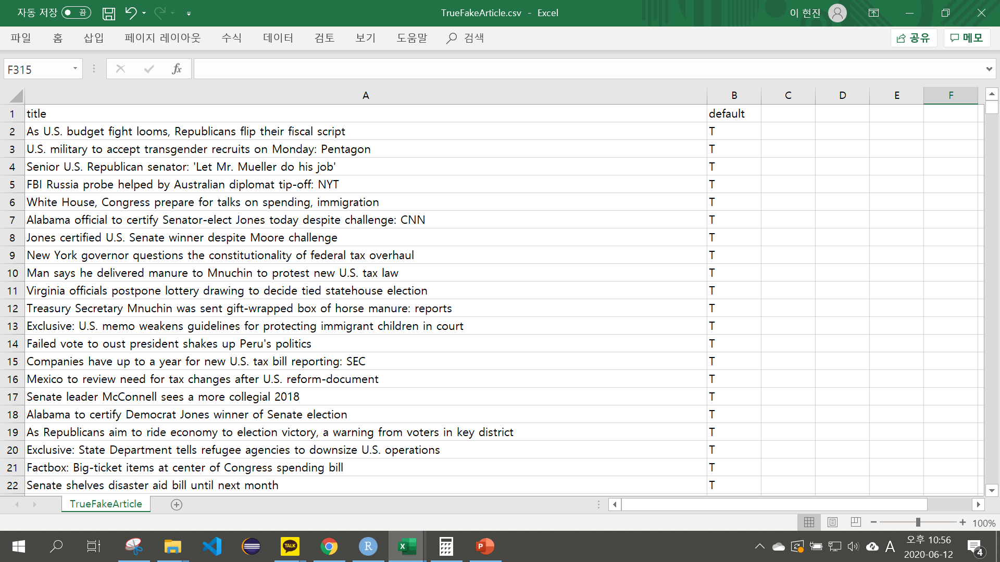 자동 저장 끔 TrueFakeArticle.csv - Excel 이 현진
파일 홈 삽입 페이지 레이아웃 수식 데이터 검토 보기 도움말 검색 공유 메모
F315 fx
A B C D E F
1 title default
2 As U.S. budget fight looms, Republicans flip their fiscal script T
3 U.S. military to accept transgender recruits on Monday: Pentagon T
4 Senior U.S. Republican senator: 'Let Mr. Mueller do his job' T
5 FBI Russia probe helped by Australian diplomat tip-off: NYT T
6 White House, Congress prepare for talks on spending, immigration T
7 Alabama official to certify Senator-elect Jones today despite challenge: CNN T
8 Jones certified U.S. Senate winner despite Moore challenge T
9 New York governor questions the constitutionality of federal tax overhaul T
10 Man says he delivered manure to Mnuchin to protest new U.S. tax law T
11 Virginia officials postpone lottery drawing to decide tied statehouse election T
12 Treasury Secretary Mnuchin was sent gift-wrapped box of horse manure: reports T
13 Exclusive: U.S. memo weakens guidelines for protecting immigrant children in court T
14 Failed vote to oust president shakes up Peru's politics T
15 Companies have up to a year for new U.S. tax bill reporting: SEC T
16 Mexico to review need for tax changes after U.S. reform-document T
17 Senate leader McConnell sees a more collegial 2018 T
18 Alabama to certify Democrat Jones winner of Senate election T
19 As Republicans aim to ride economy to election victory, a warning from voters in key district T
20 Exclusive: State Department tells refugee agencies to downsize U.S. operations T
21 Factbox: Big-ticket items at center of Congress spending bill T
22 Senate shelves disaster aid bill until next month T
TrueFakeArticle
100%
TALK R X P A 오후 10:56
2020-06-12 4